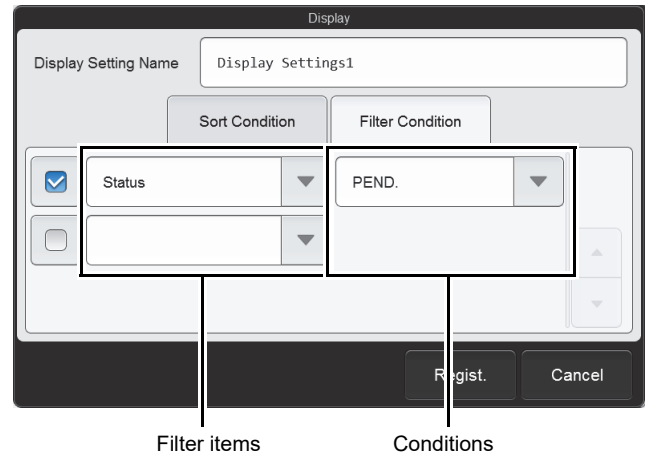 Display
Display Setting Name Display Settings1
Sort Condition Filter Condition
Status PEND.
Regist. Cancel
Filter items Conditions